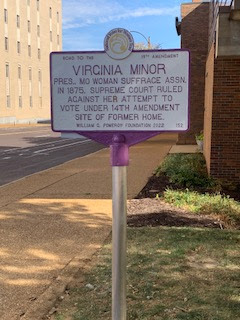 ROAD TO THE 19TH AMENDMENT
VIRGINIA MINOR
PRES. MO WOMAN SUFFRAGE ASSN.
IN 1875, SUPREME COURT RULED
AGAINST HER ATTEMPT TO
VOTE UNDER 14TH AMENDMENT
SITE OF FORMER HOME.
WILLIAM G. POMEROY FOUNDATION 2022